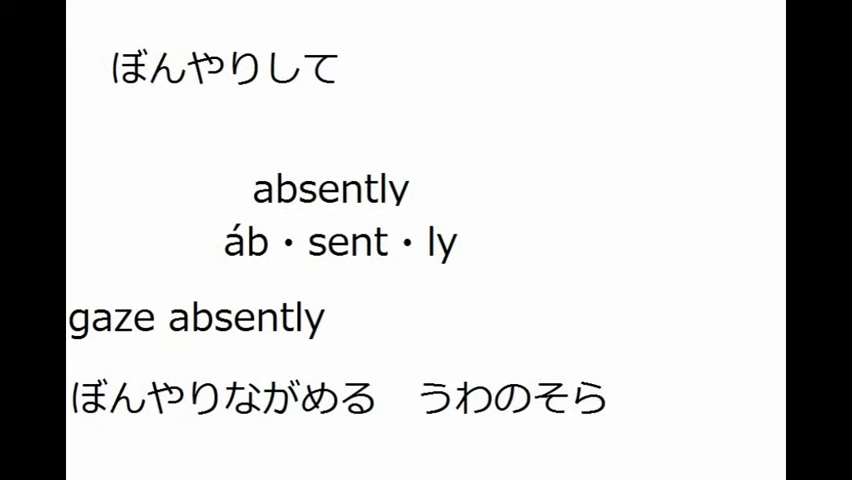 ぼんやりして
absently
áb・sent・ly
gaze absently
ぼんやりながめる　うわのそら